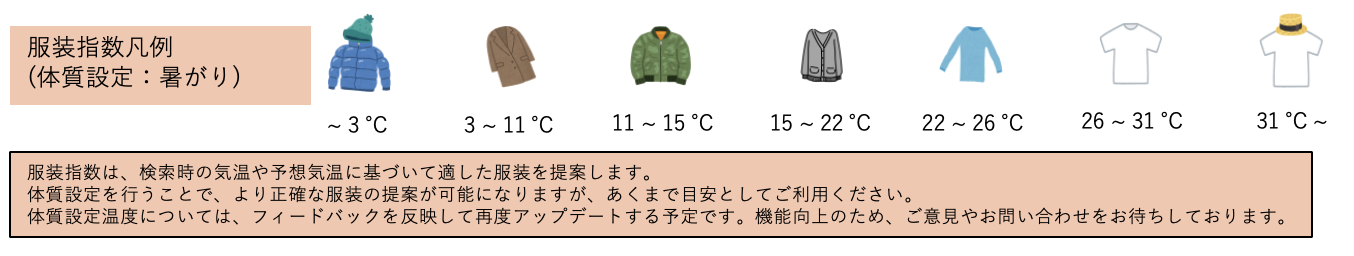 服装指数凡例
(体質設定：暑がり)
~ 3 °C
3 ~ 11 °C
11 ~ 15 °C
15 ~ 22 °C
22 ~ 26 °C
26 ~ 31 °C
31 °C ~
服装指数は、検索時の気温や予想気温に基づいて適した服装を提案します。
体質設定を行うことで、より正確な服装の提案が可能になりますが、あくまで目安としてご利用ください。
体質設定温度については、フィードバックを反映して再度アップデートする予定です。機能向上のため、ご意見やお問い合わせをお待ちしております。